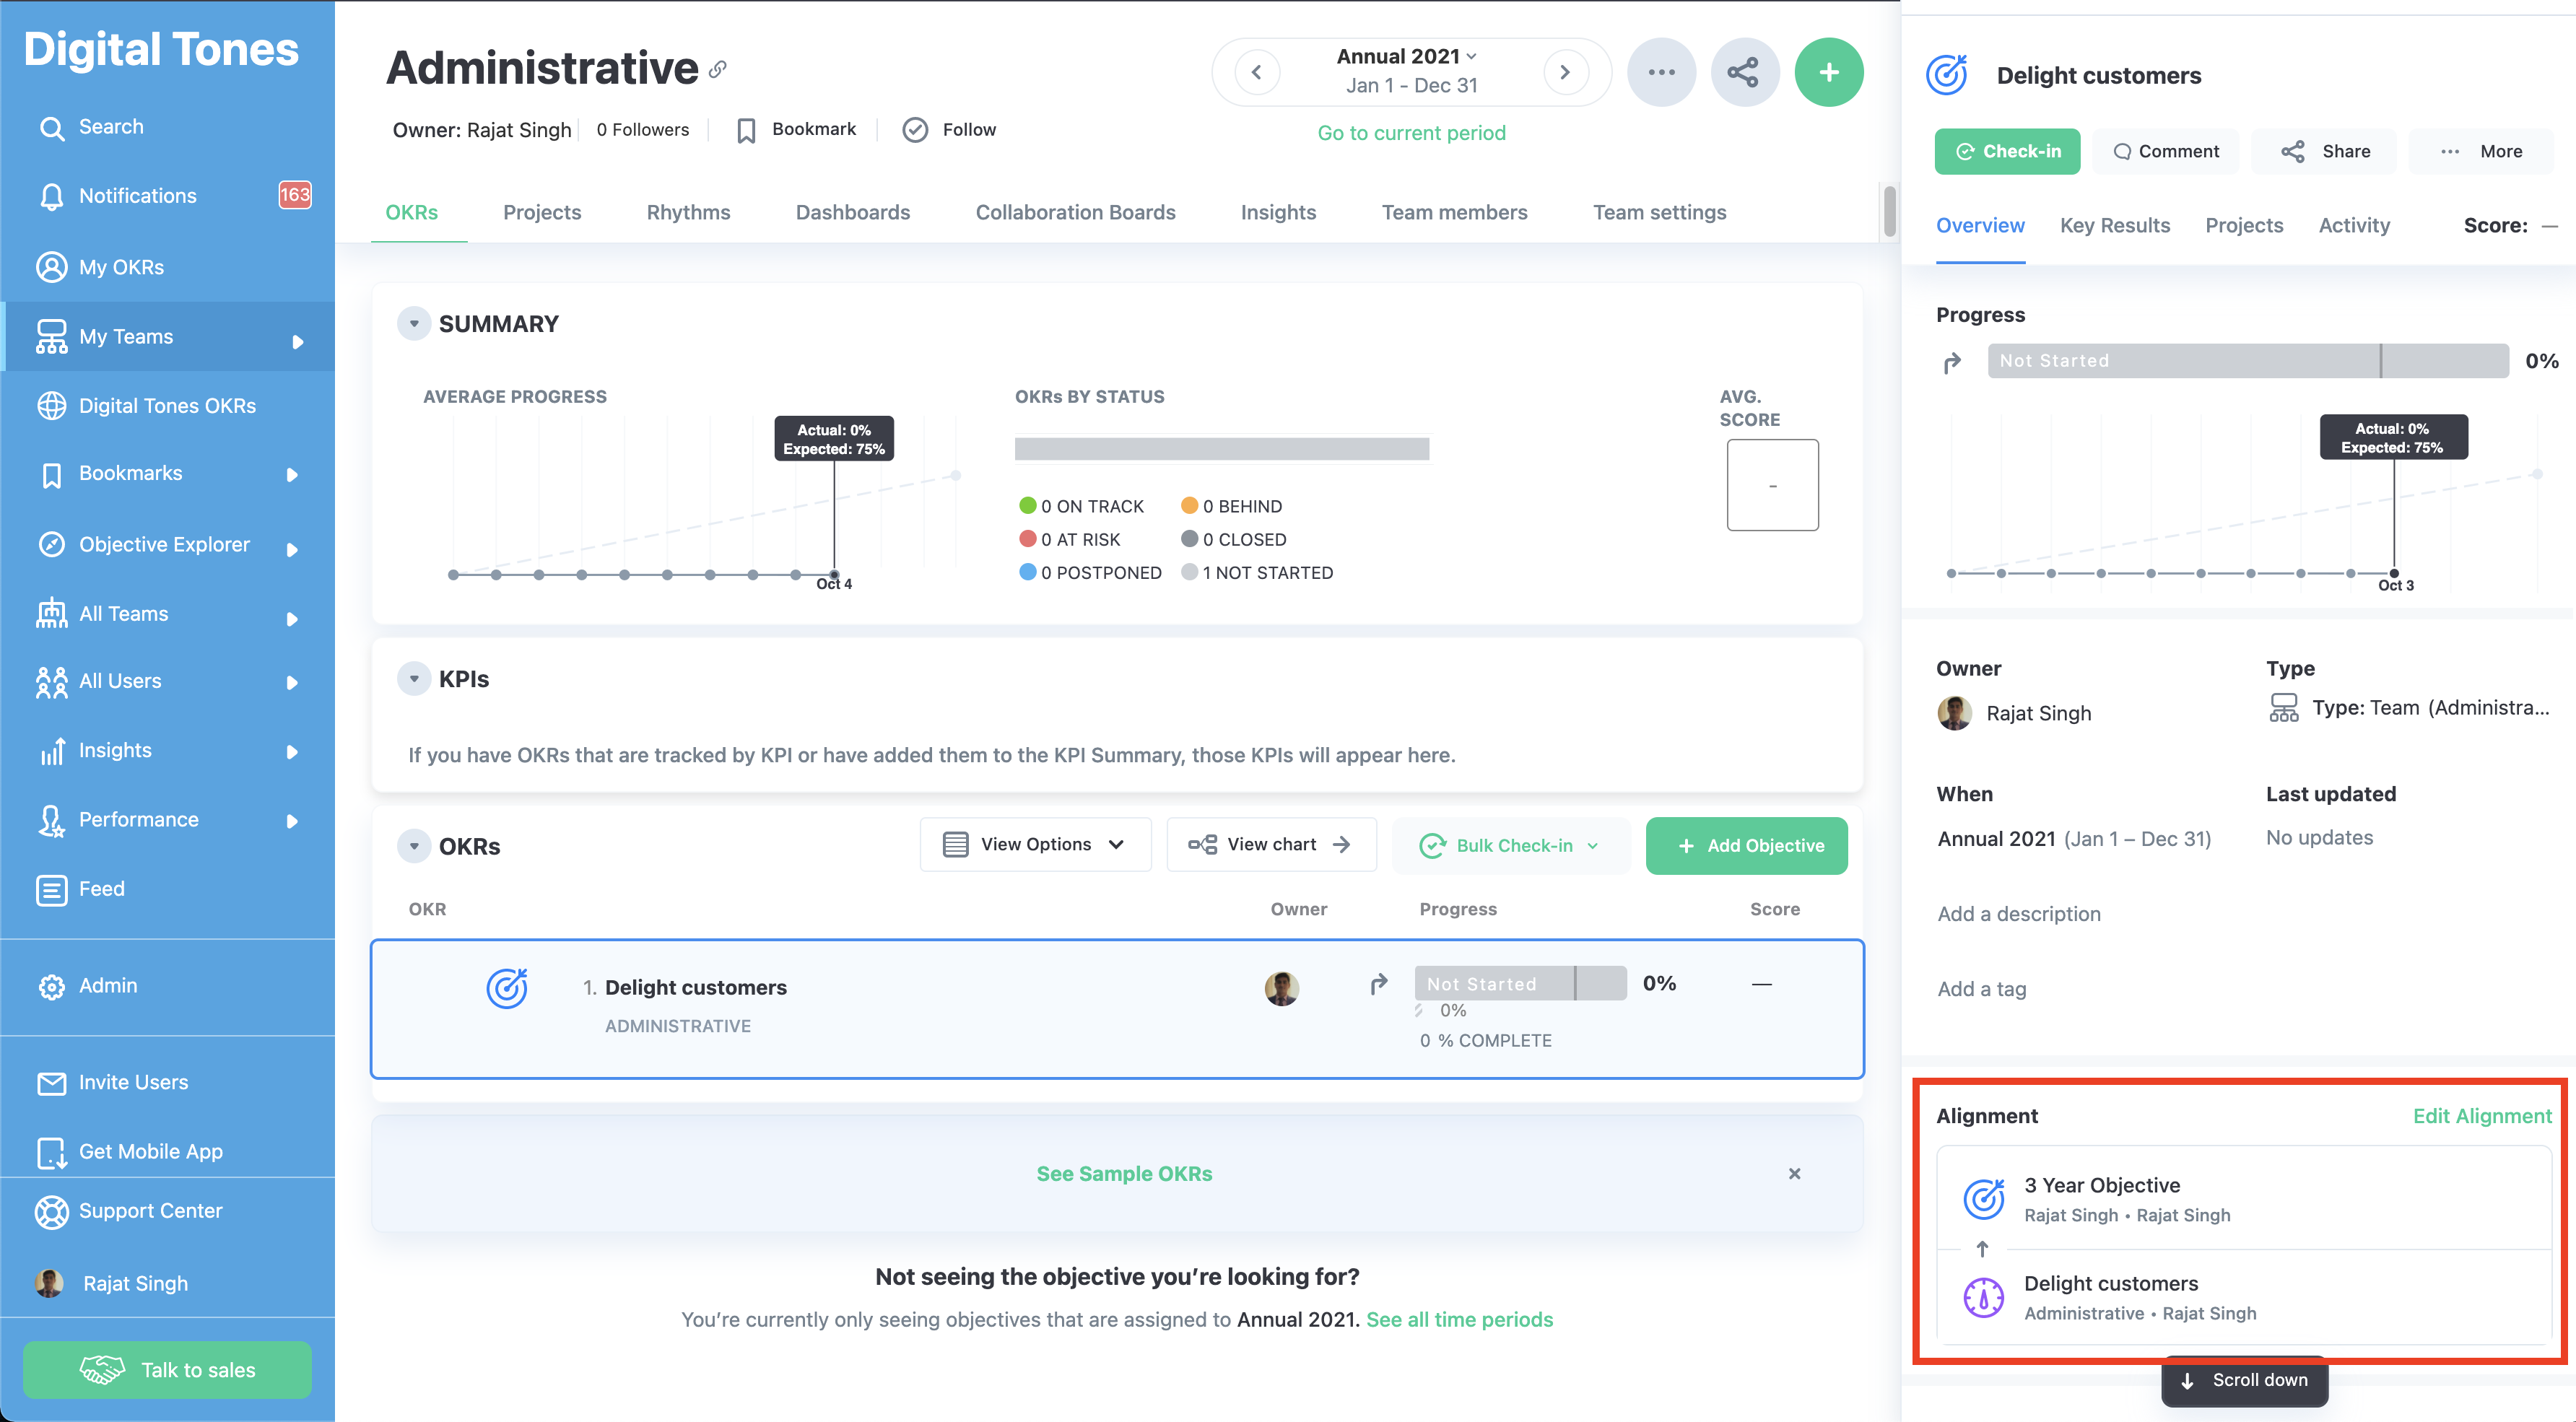 Digital Tones
Search
Notifications 163
My OKRs
My Teams
Digital Tones OKRs
Bookmarks
Objective Explorer
All Teams
All Users
Insights
Performance
Feed
Admin
Invite Users
Get Mobile App
Support Center
Rajat Singh
Talk to sales
Administrative
Owner: Rajat Singh 0 Followers Bookmark Follow
Annual 2021
Jan 1 - Dec 31
Go to current period
OKRs Projects Rhythms Dashboards Collaboration Boards Insights Team members Team settings
SUMMARY
AVERAGE PROGRESS
Actual: 0%
Expected: 75%
Oct 4
OKRs BY STATUS
0 ON TRACK 0 BEHIND
0 AT RISK 0 CLOSED
0 POSTPONED 1 NOT STARTED
AVG.
SCORE
-
KPIs
If you have OKRs that are tracked by KPI or have added them to the KPI Summary, those KPIs will appear here.
OKRs View Options View chart Bulk Check-in + Add Objective
OKR Owner Progress Score
1. Delight customers Not Started 0% —
ADMINISTRATIVE
0%
0 % COMPLETE
See Sample OKRs ×
Not seeing the objective you’re looking for?
You’re currently only seeing objectives that are assigned to Annual 2021. See all time periods
Delight customers
Check-in Comment Share More
Overview Key Results Projects Activity Score: —
Progress
Not Started 0%
Actual: 0%
Expected: 75%
Oct 3
Owner Type
Rajat Singh Type: Team (Administra...
When Last updated
Annual 2021 (Jan 1 – Dec 31) No updates
Add a description
Add a tag
Alignment Edit Alignment
3 Year Objective
Rajat Singh • Rajat Singh
Delight customers
Administrative • Rajat Singh
Scroll down